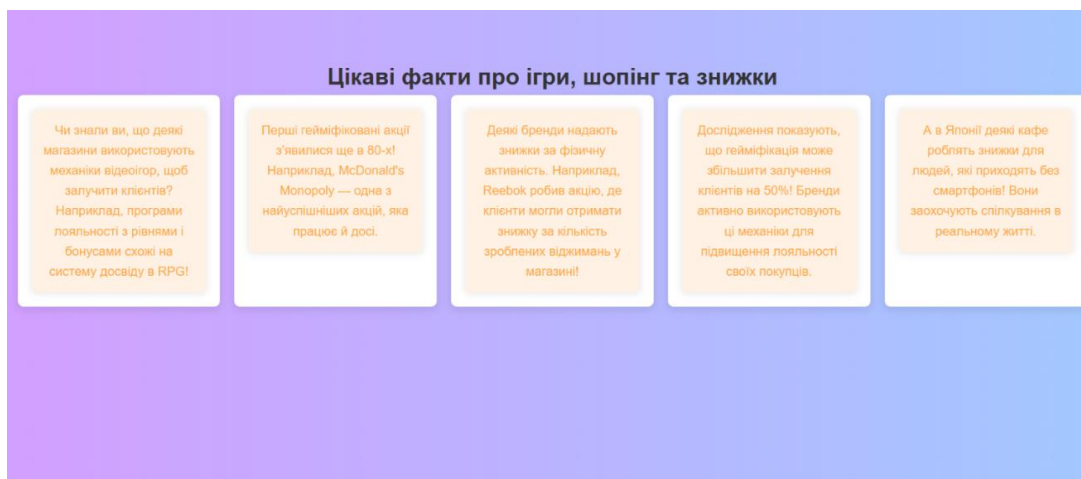 Цікаві факти про ігри, шопінг та знижки
Чи знали ви, що деякі
магазини використовують
механіки відеоігор, щоб
залучити клієнтів?
Наприклад, програми
лояльності з рівнями і
бонусами схожі на
систему досвіду в RPG!
Перші гейміфіковані акції
з'явилися ще в 80-х!
Наприклад, McDonald's
Monopoly — одна з
найуспішніших акцій, яка
працює й досі.
Деякі бренди надають
знижки за фізичну
активність. Наприклад,
Reebok робив акцію, де
клієнти могли отримати
знижку за кількість
зроблених віджимань у
магазині!
Дослідження показують,
що гейміфікація може
збільшити залучення
клієнтів на 50%! Бренди
активно використовують
ці механіки для
підвищення лояльності
своїх покупців.
А в Японії деякі кафе
роблять знижки для
людей, які приходять без
смартфонів! Вони
заохочують спілкування в
реальному житті.